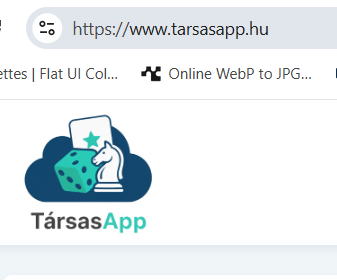 https://www.tarsasapp.hu
ettes | Flat UI Col... Online WebP to JPG...
TársasApp